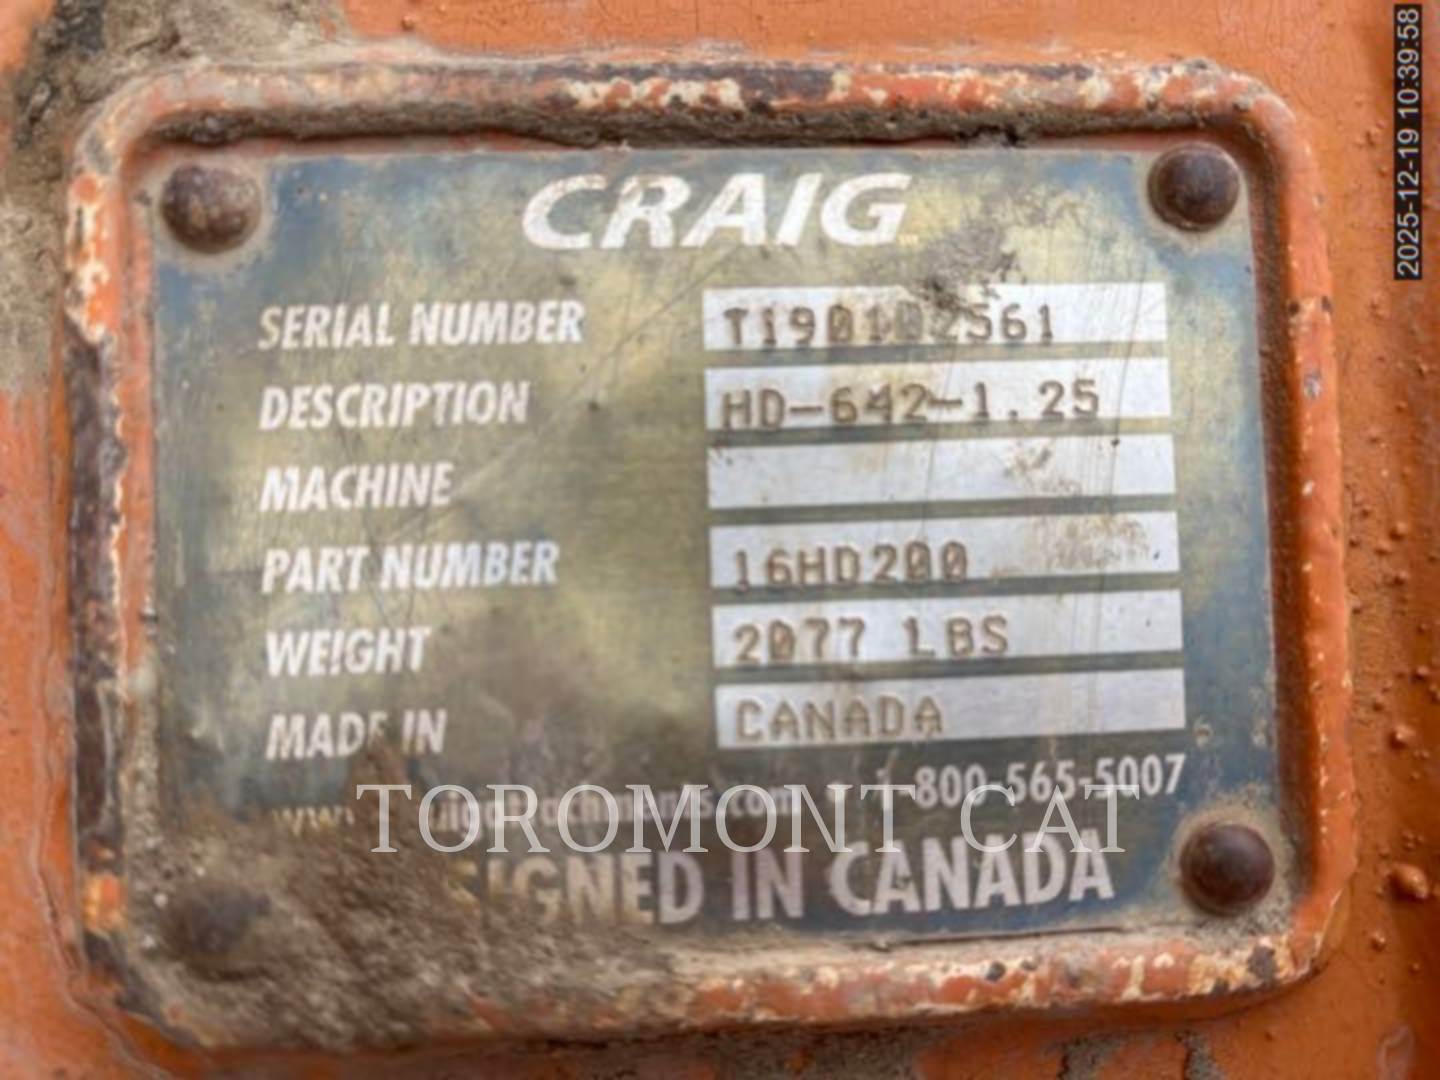 CRAIG
SERIAL NUMBER Ti90102561
DESCRIPTION HD-642-1.25
MACHINE
PART NUMBER 16HD200
WEIGHT 2077 LBS
MADE IN CANADA
1-800-565-5007
TOROMONT CAT
IN CANADA
2025-12-19 10:39:58